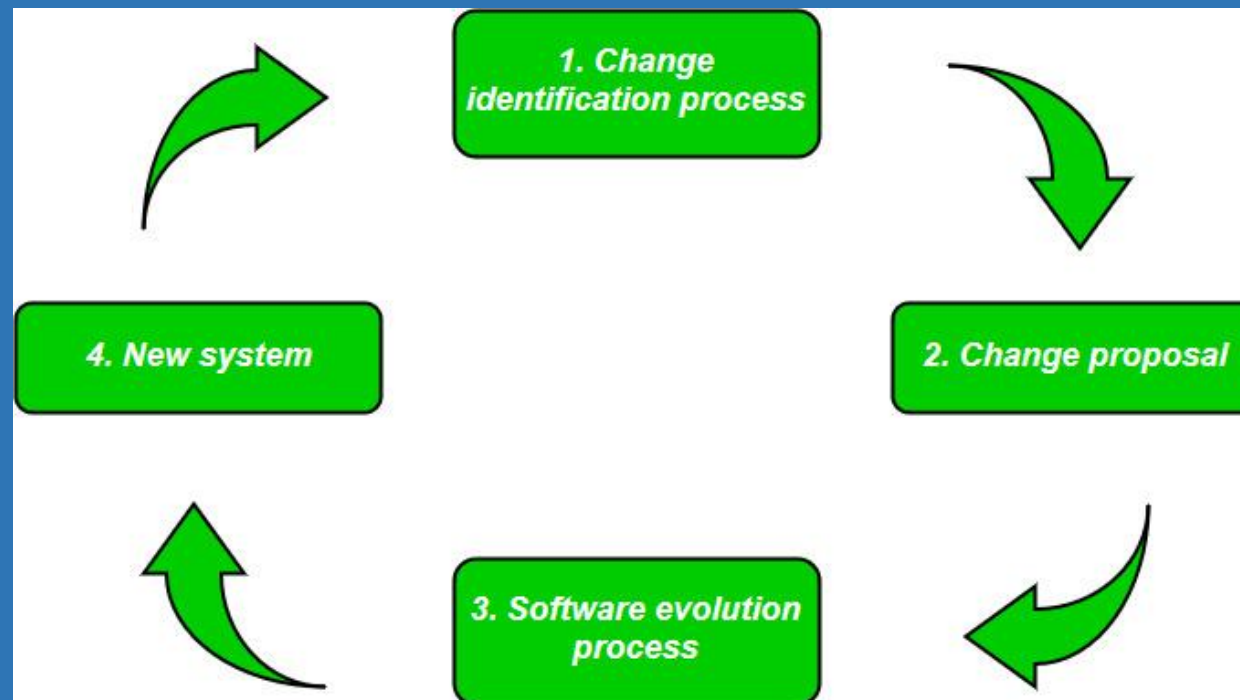 1. Change
identification process
2. Change proposal
3. Software evolution
process
4. New system